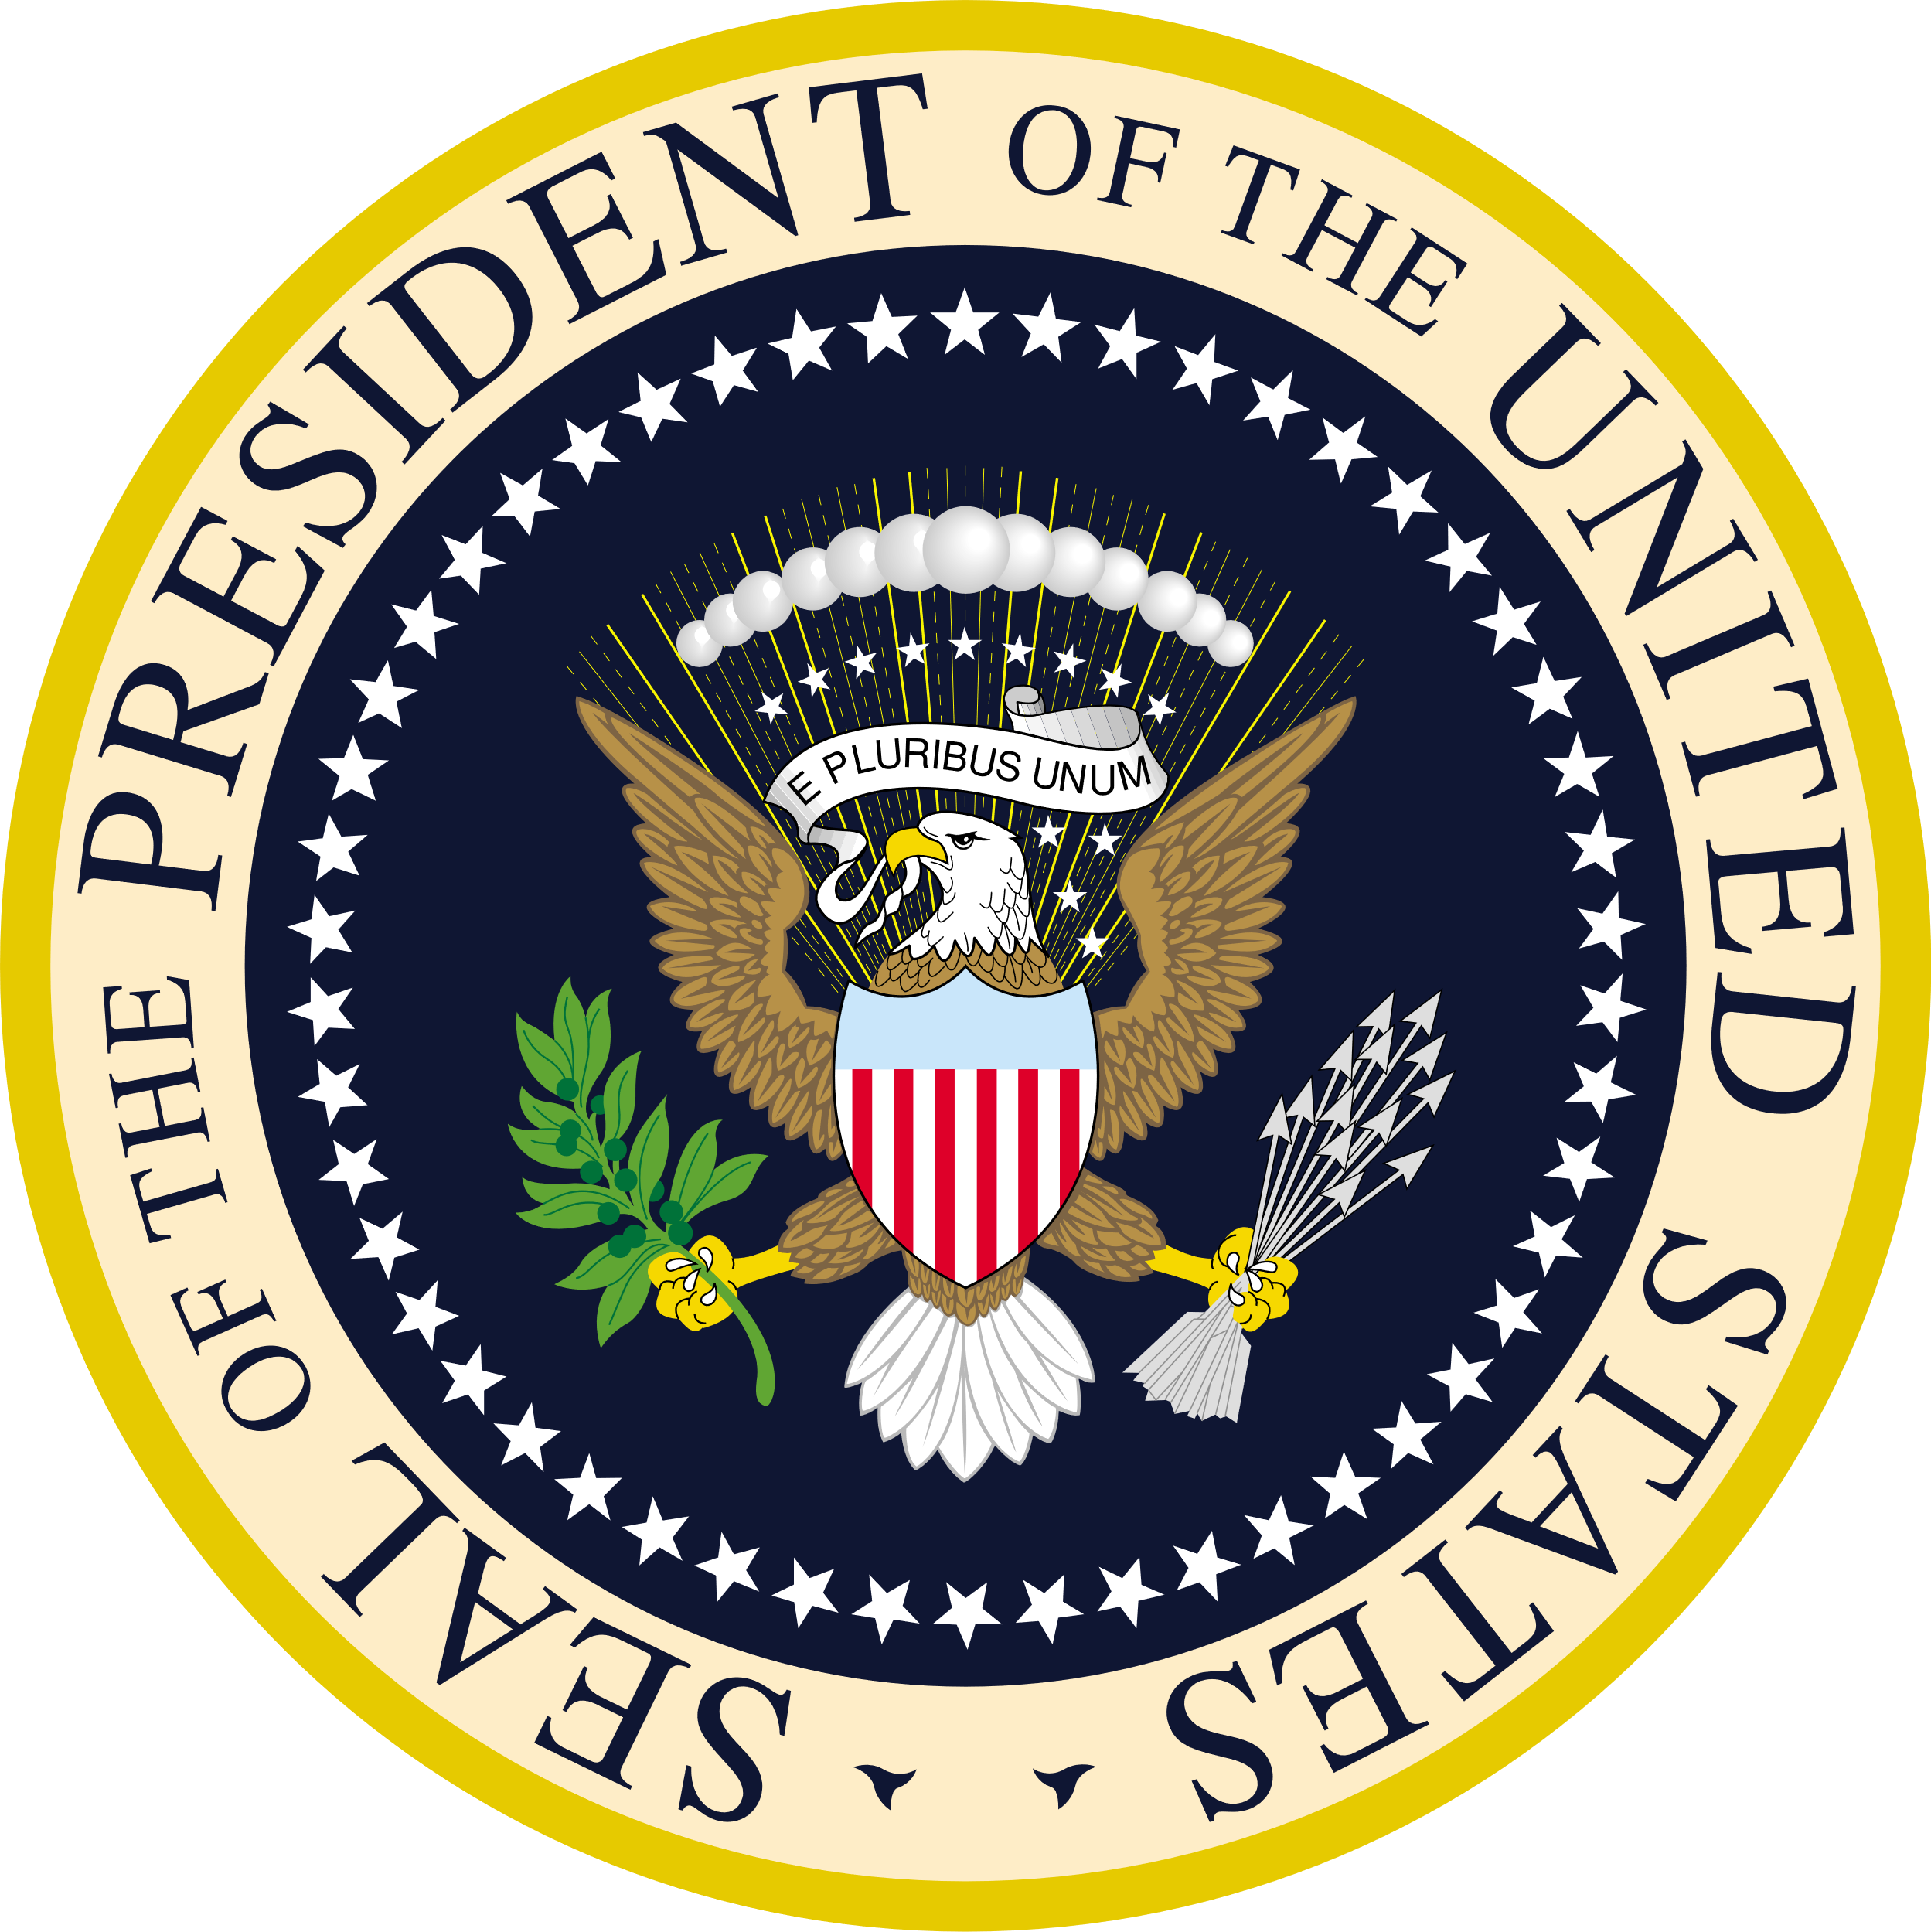 SEAL OF THE PRESIDENT OF THE UNITED STATES
E PLURIBUS UNUM